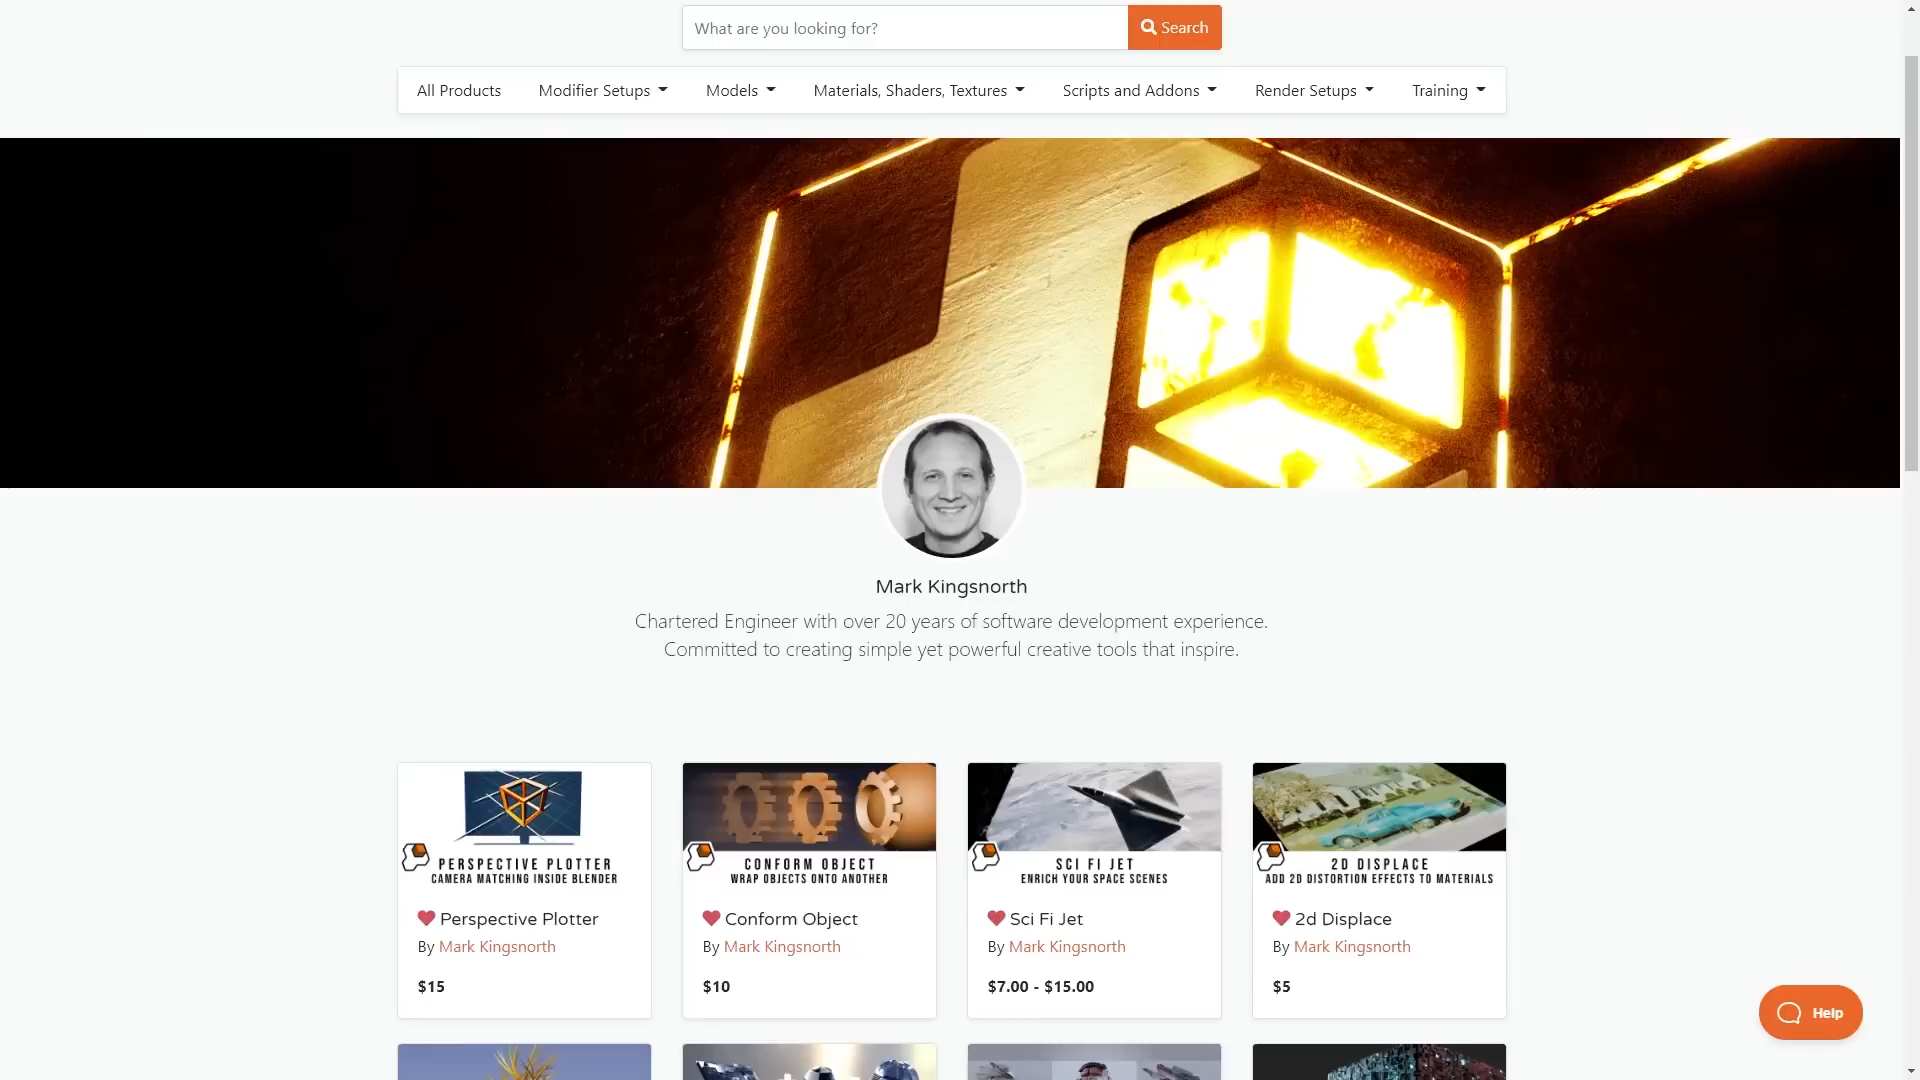 What are you looking for?
Search
All Products
Modifier Setups
Models
Materials, Shaders, Textures
Scripts and Addons
Render Setups
Training
Mark Kingsnorth
Chartered Engineer with over 20 years of software development experience.
Committed to creating simple yet powerful creative tools that inspire.
PERSPECTIVE PLOTTER
CAMERA MATCHING INSIDE BLENDER
Perspective Plotter
By Mark Kingsnorth
$15
CONFORM OBJECT
WRAP OBJECTS ONTO ANOTHER
Conform Object
By Mark Kingsnorth
$10
SCI FI JET
ENRICH YOUR SPACE SCENES
Sci Fi Jet
By Mark Kingsnorth
$7.00 - $15.00
2D DISPLACE
ADD 2D DISTORTION EFFECTS TO MATERIALS
2d Displace
By Mark Kingsnorth
$5
Help